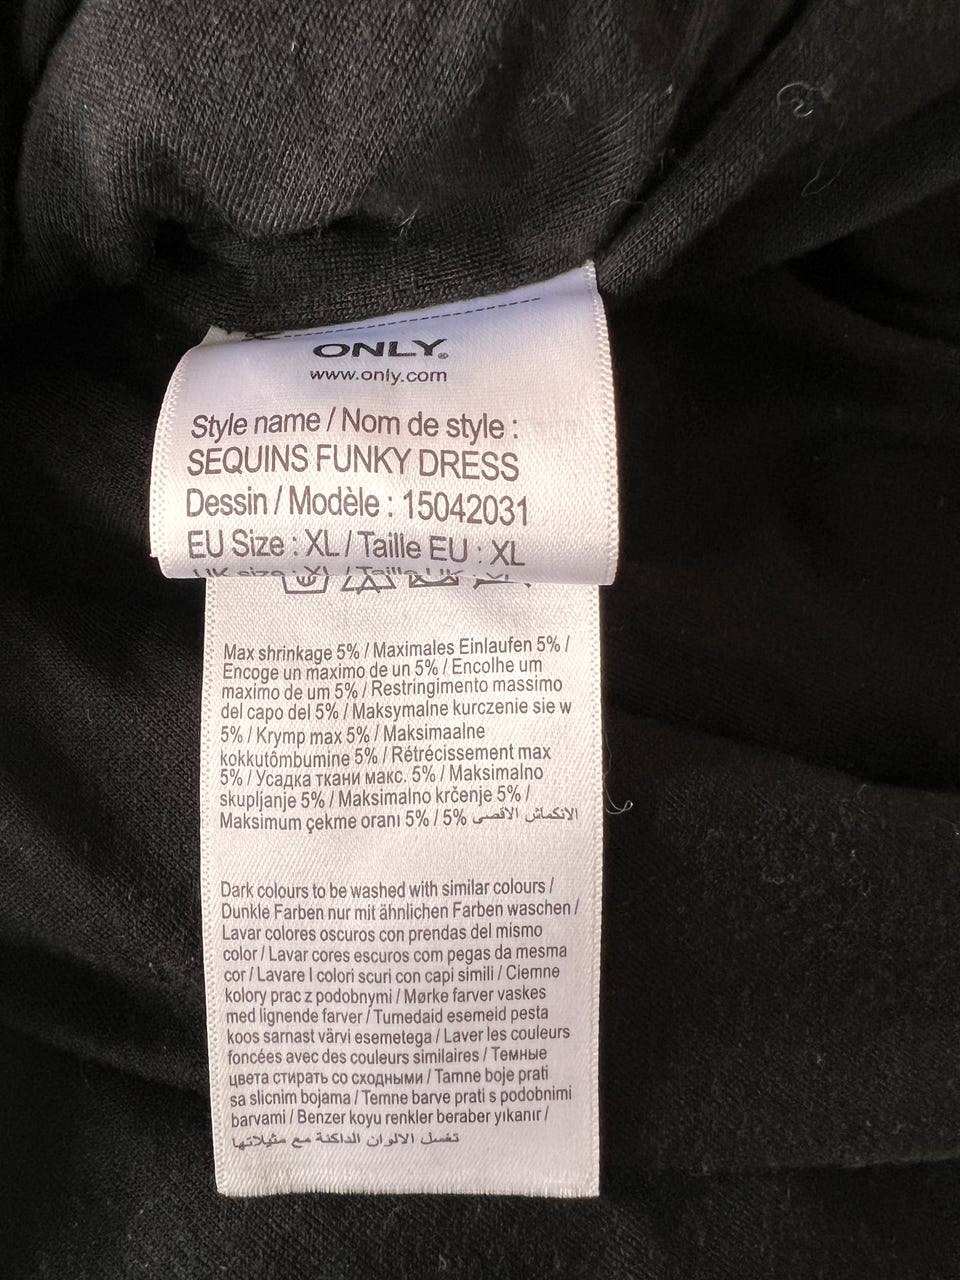 ONLY®
www.only.com
Style name / Nom de style :
SEQUINS FUNKY DRESS
Dessin / Modèle : 15042031
EU Size : XL / Taille EU : XL
UK size : XL / Taille UK : XL
Max shrinkage 5% / Maximales Einlaufen 5% /
Encoge un maximo de un 5% / Encolhe um
maximo de um 5% / Restringimento massimo
del capo del 5% / Maksymalne kurczenie sie w
5% / Krymp max 5% / Maksimaalne
kokkutômbumine 5% / Rétrécissement max
5% / Усадка ткани макс. 5% / Maksimalno
skupljanje 5% / Maksimalno krčenje 5% /
Maksimum çekme oranı 5% / 5% الانكماش الأقصى
Dark colours to be washed with similar colours /
Dunkle Farben nur mit ähnlichen Farben waschen /
Lavar colores oscuros con prendas del mismo
color / Lavar cores escuros com pegas da mesma
cor / Lavare I colori scuri con capi simili / Ciemne
kolory prac z podobnymi / Mørke farver vaskes
med lignende farver / Tumedaid esemeid pesta
koos sarnast värvi esemetega / Laver les couleurs
foncées avec des couleurs similaires / Темные
цвета стирать со сходными / Tamne boje prati
sa slicnim bojama / Temne barve prati s podobnimi
barvami / Benzer koyu renkler beraber yıkanır /
تغسل الالوان الداكنة مع مثيلاتها